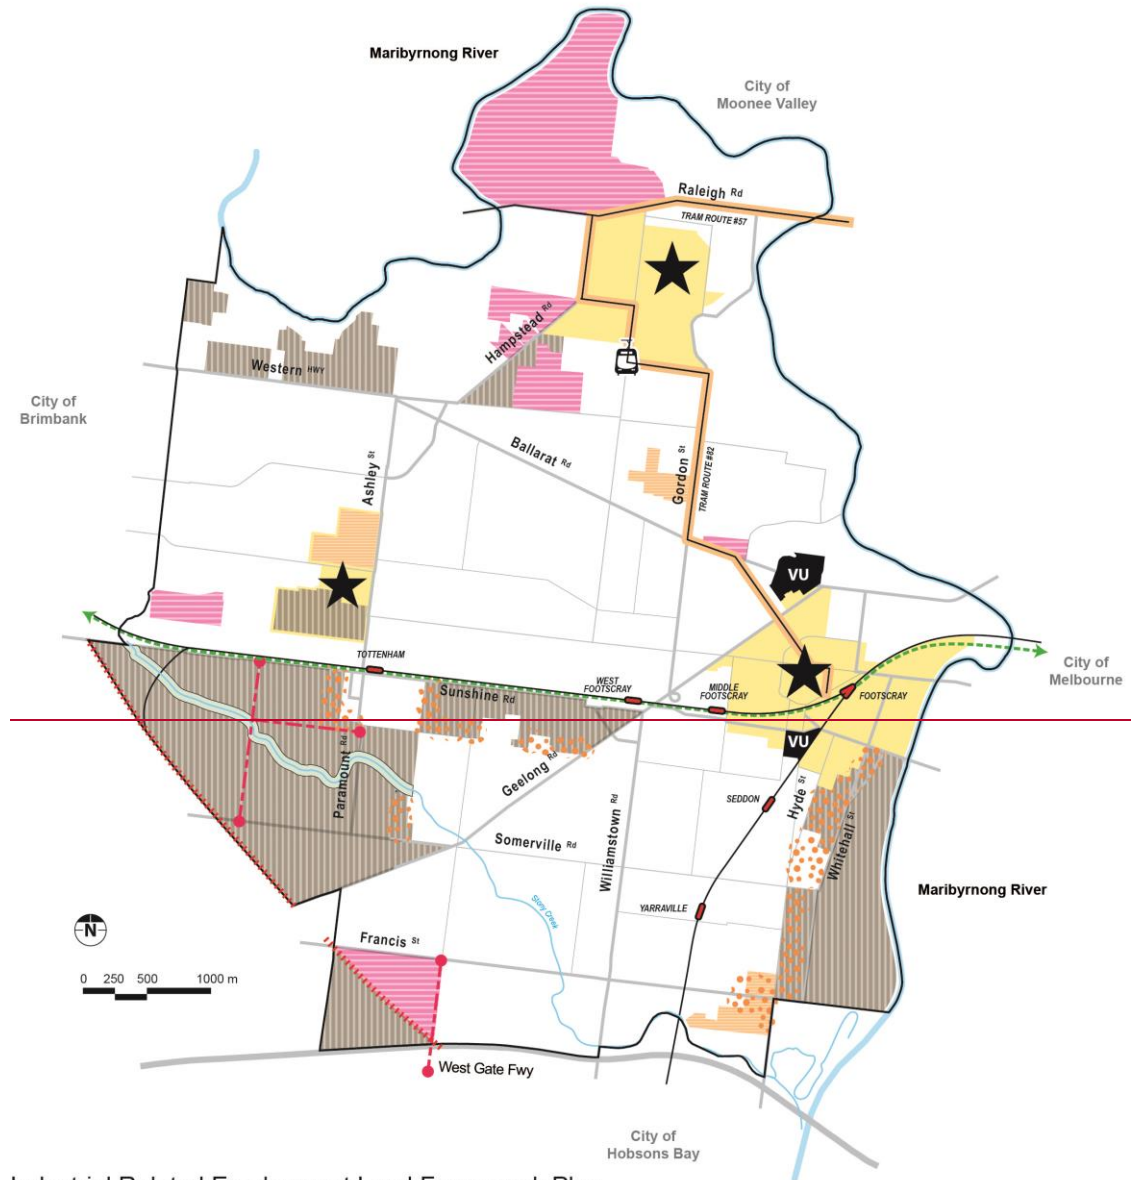 Maribyrnong River
City of
Moonee Valley
Raleigh Rd
TRAM ROUTE #57
Hampstead Rd
Western HWY
City of
Brimbank
Ballarat Rd
Ashley St
Gordon St
TRAM ROUTE #82
VU
TOTTENHAM
WEST
FOOTSCRAY
MIDDLE
FOOTSCRAY
FOOTSCRAY
City of
Melbourne
Sunshine Rd
VU
Paramount Rd
Geelong Rd
SEDDON
Hyde St
Williamstown Rd
Whitehall St
Somerville Rd
Maribyrnong River
YARRAVILLE
Stony Creek
N
Francis St
0 250 500 1000 m
West Gate Fwy
City of
Hobsons Bay